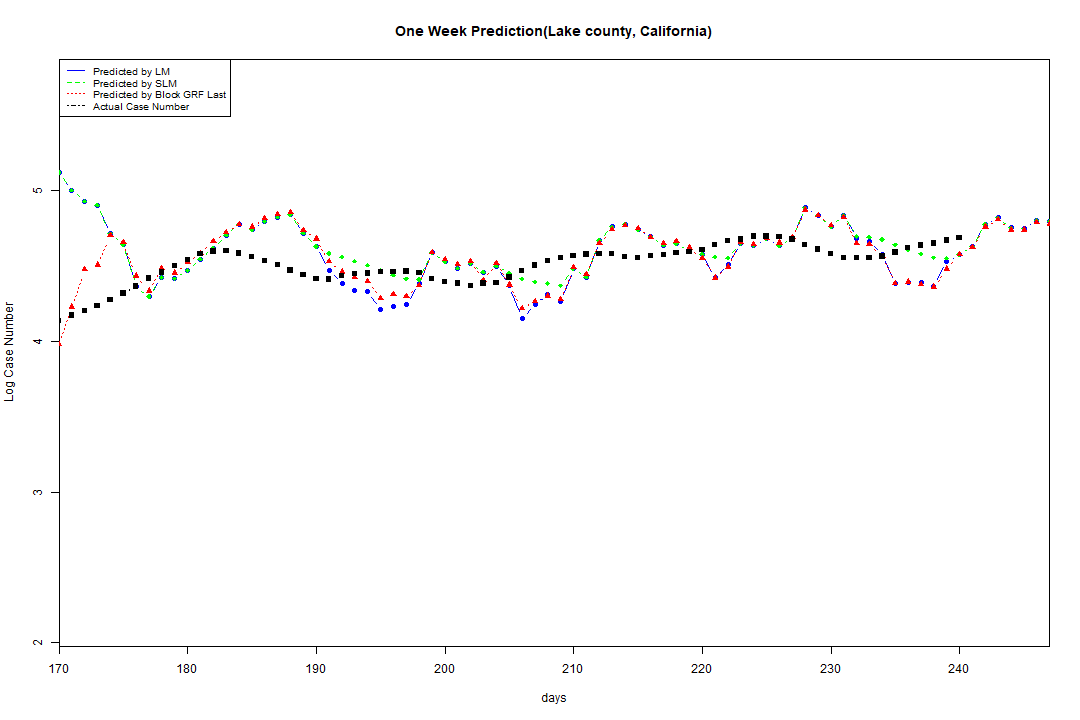 One Week Prediction(Lake county, California)
Predicted by LM
Predicted by SLM
Predicted by Block GRF Last
Actual Case Number
5
4
3
2
Log Case Number
170 180 190 200 210 220 230 240
days